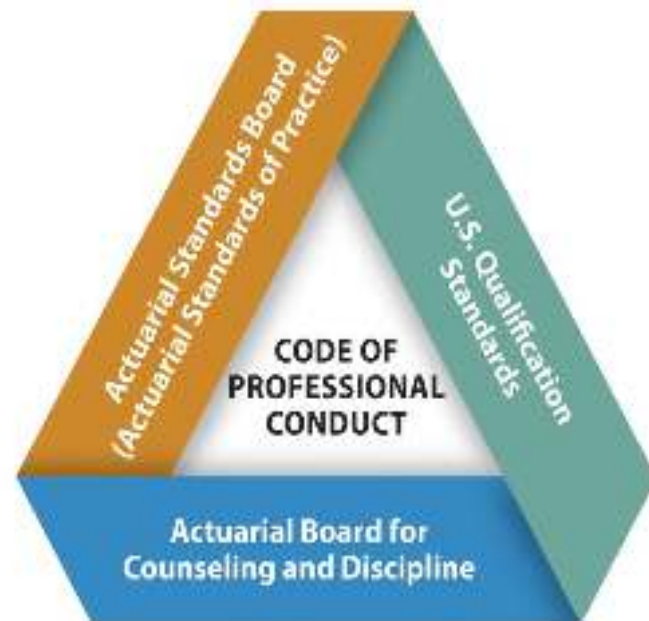 Actuarial Standards Board
(Actuarial Standards of Practice)
U.S. Qualification
Standards
CODE OF
PROFESSIONAL
CONDUCT
Actuarial Board for
Counseling and Discipline